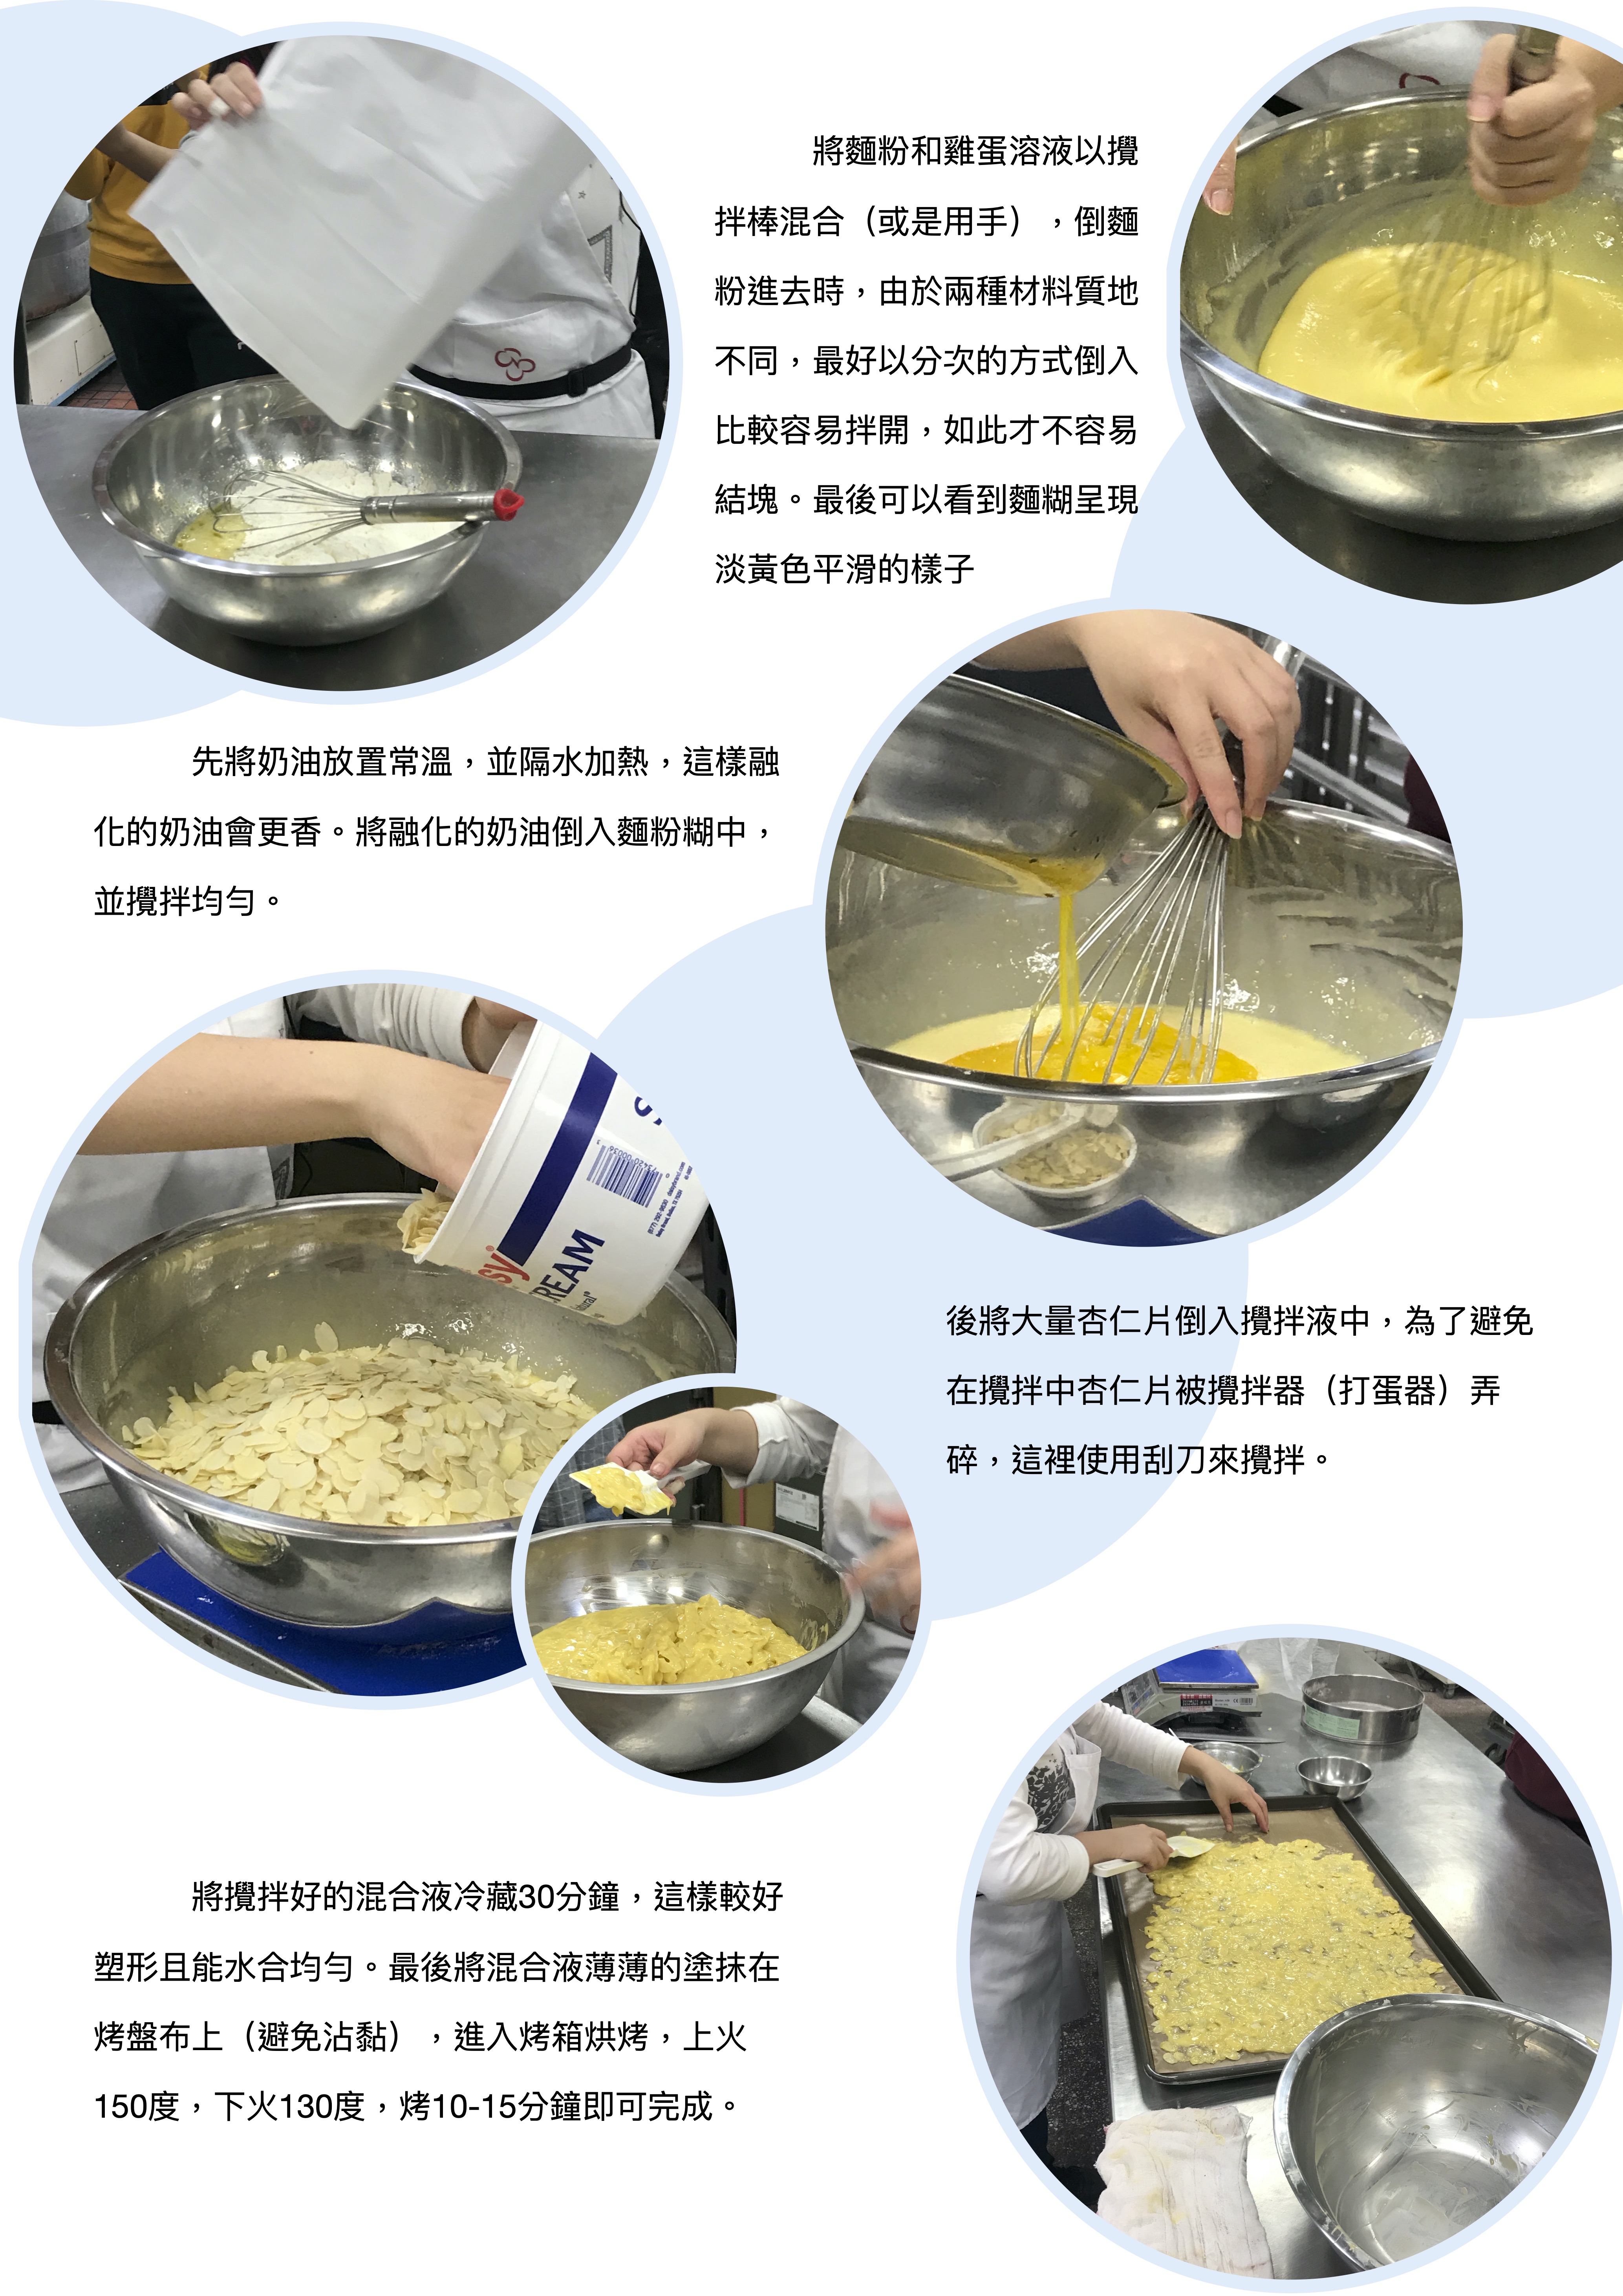 將麵粉和雞蛋溶液以攪
拌棒混合（或是用手），倒麵
粉進去時，由於兩種材料質地
不同，最好以分次的方式倒入
比較容易拌開，如此才不容易
結塊。最後可以看到麵糊呈現
淡黃色平滑的樣子
先將奶油放置常溫，並隔水加熱，這樣融
化的奶油會更香。將融化的奶油倒入麵粉糊中，
並攪拌均勻。
sy®
REAM
後將大量杏仁片倒入攪拌液中，為了避免
在攪拌中杏仁片被攪拌器（打蛋器）弄
碎，這裡使用刮刀來攪拌。
將攪拌好的混合液冷藏30分鐘，這樣較好
塑形且能水合均勻。最後將混合液薄薄的塗抹在
烤盤布上（避免沾黏），進入烤箱烘烤，上火
150度，下火130度，烤10-15分鐘即可完成。